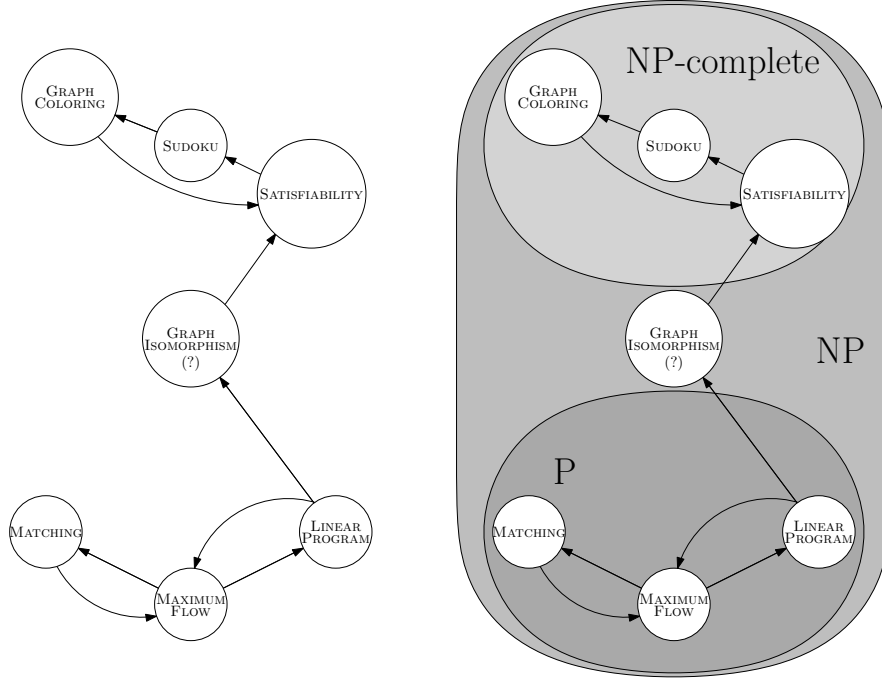 GRAPH
COLORING
SUDOKU
SATISFIABILITY
GRAPH
ISOMORPHISM
(?)
MATCHING
LINEAR
PROGRAM
MAXIMUM
FLOW
NP-complete
GRAPH
COLORING
SUDOKU
SATISFIABILITY
GRAPH
ISOMORPHISM
(?)
NP
P
MATCHING
LINEAR
PROGRAM
MAXIMUM
FLOW